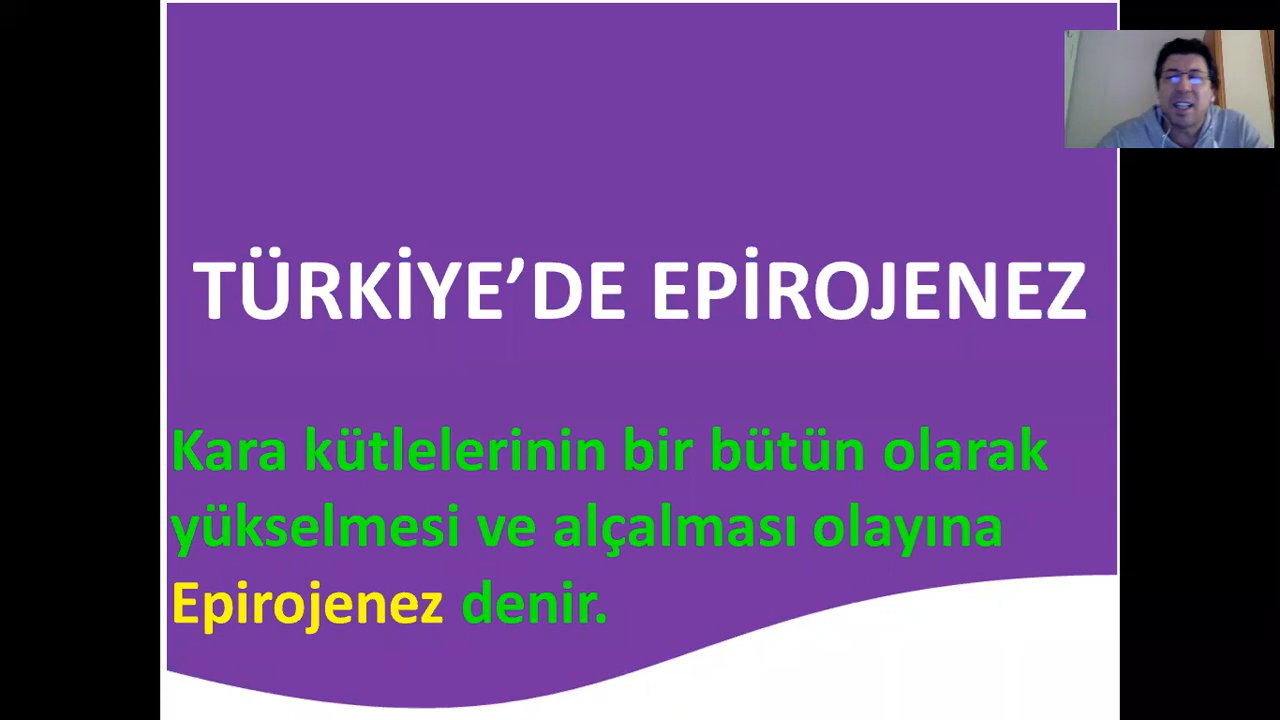 TÜRKİYE’DE EPİROJENEZ
Kara kütlelerinin bir bütün olarak
yükselmesi ve alçalması olayına
Epirojenez denir.